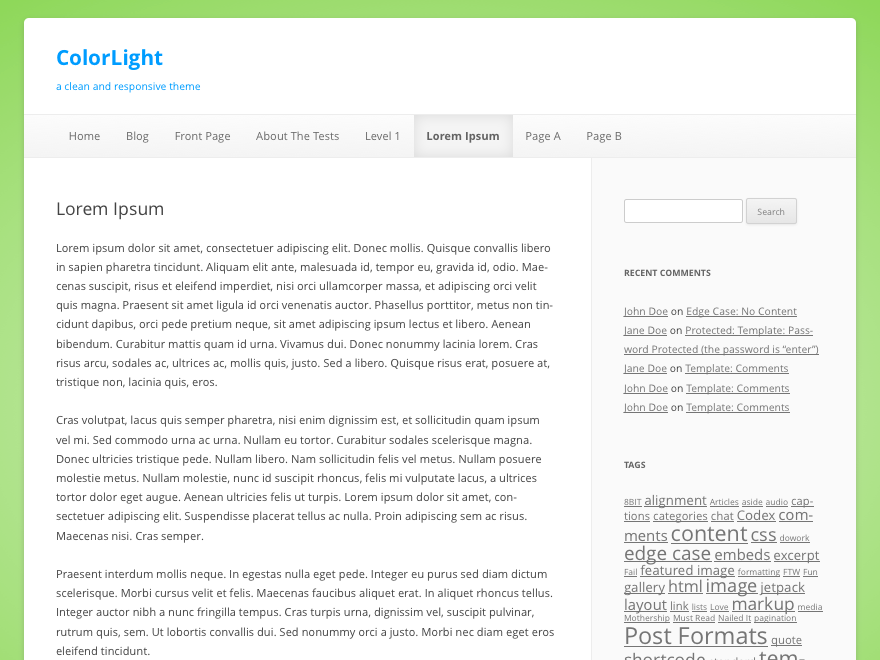 ColorLight
a clean and responsive theme
Home Blog Front Page About The Tests Level 1 Lorem Ipsum Page A Page B
Lorem Ipsum
Lorem ipsum dolor sit amet, consectetuer adipiscing elit. Donec mollis. Quisque convallis libero
in sapien pharetra tincidunt. Aliquam elit ante, malesuada id, tempor eu, gravida id, odio. Mae-
cenas suscipit, risus et eleifend imperdiet, nisi orci ullamcorper massa, et adipiscing orci velit
quis magna. Praesent sit amet ligula id orci venenatis auctor. Phasellus porttitor, metus non tin-
cidunt dapibus, orci pede pretium neque, sit amet adipiscing ipsum lectus et libero. Aenean
bibendum. Curabitur mattis quam id urna. Vivamus dui. Donec nonummy lacinia lorem. Cras
risus arcu, sodales ac, ultrices ac, mollis quis, justo. Sed a libero. Quisque risus erat, posuere at,
tristique non, lacinia quis, eros.
Cras volutpat, lacus quis semper pharetra, nisi enim dignissim est, et sollicitudin quam ipsum
vel mi. Sed commodo urna ac urna. Nullam eu tortor. Curabitur sodales scelerisque magna.
Donec ultricies tristique pede. Nullam libero. Nam sollicitudin felis vel metus. Nullam posuere
molestie metus. Nullam molestie, nunc id suscipit rhoncus, felis mi vulputate lacus, a ultrices
tortor dolor eget augue. Aenean ultricies felis ut turpis. Lorem ipsum dolor sit amet, con-
sectetuer adipiscing elit. Suspendisse placerat tellus ac nulla. Proin adipiscing sem ac risus.
Maecenas nisi. Cras semper.
Praesent interdum mollis neque. In egestas nulla eget pede. Integer eu purus sed diam dictum
scelerisque. Morbi cursus velit et felis. Maecenas faucibus aliquet erat. In aliquet rhoncus tellus.
Integer auctor nibh a nunc fringilla tempus. Cras turpis urna, dignissim vel, suscipit pulvinar,
rutrum quis, sem. Ut lobortis convallis dui. Sed nonummy orci a justo. Morbi nec diam eget eros
eleifend tincidunt.
Search
RECENT COMMENTS
John Doe on Edge Case: No Content
Jane Doe on Protected: Template: Pass-
word Protected (the password is “enter”)
Jane Doe on Template: Comments
John Doe on Template: Comments
John Doe on Template: Comments
TAGS
8BIT alignment Articles aside audio cap-
tions categories chat Codex com-
ments content css dowork
edge case embeds excerpt
Fail featured image formatting FTW Fun
gallery html image jetpack
layout link lists Love markup media
Mothership Must Read Nailed It pagination
Post Formats quote
shortcode standard tem-